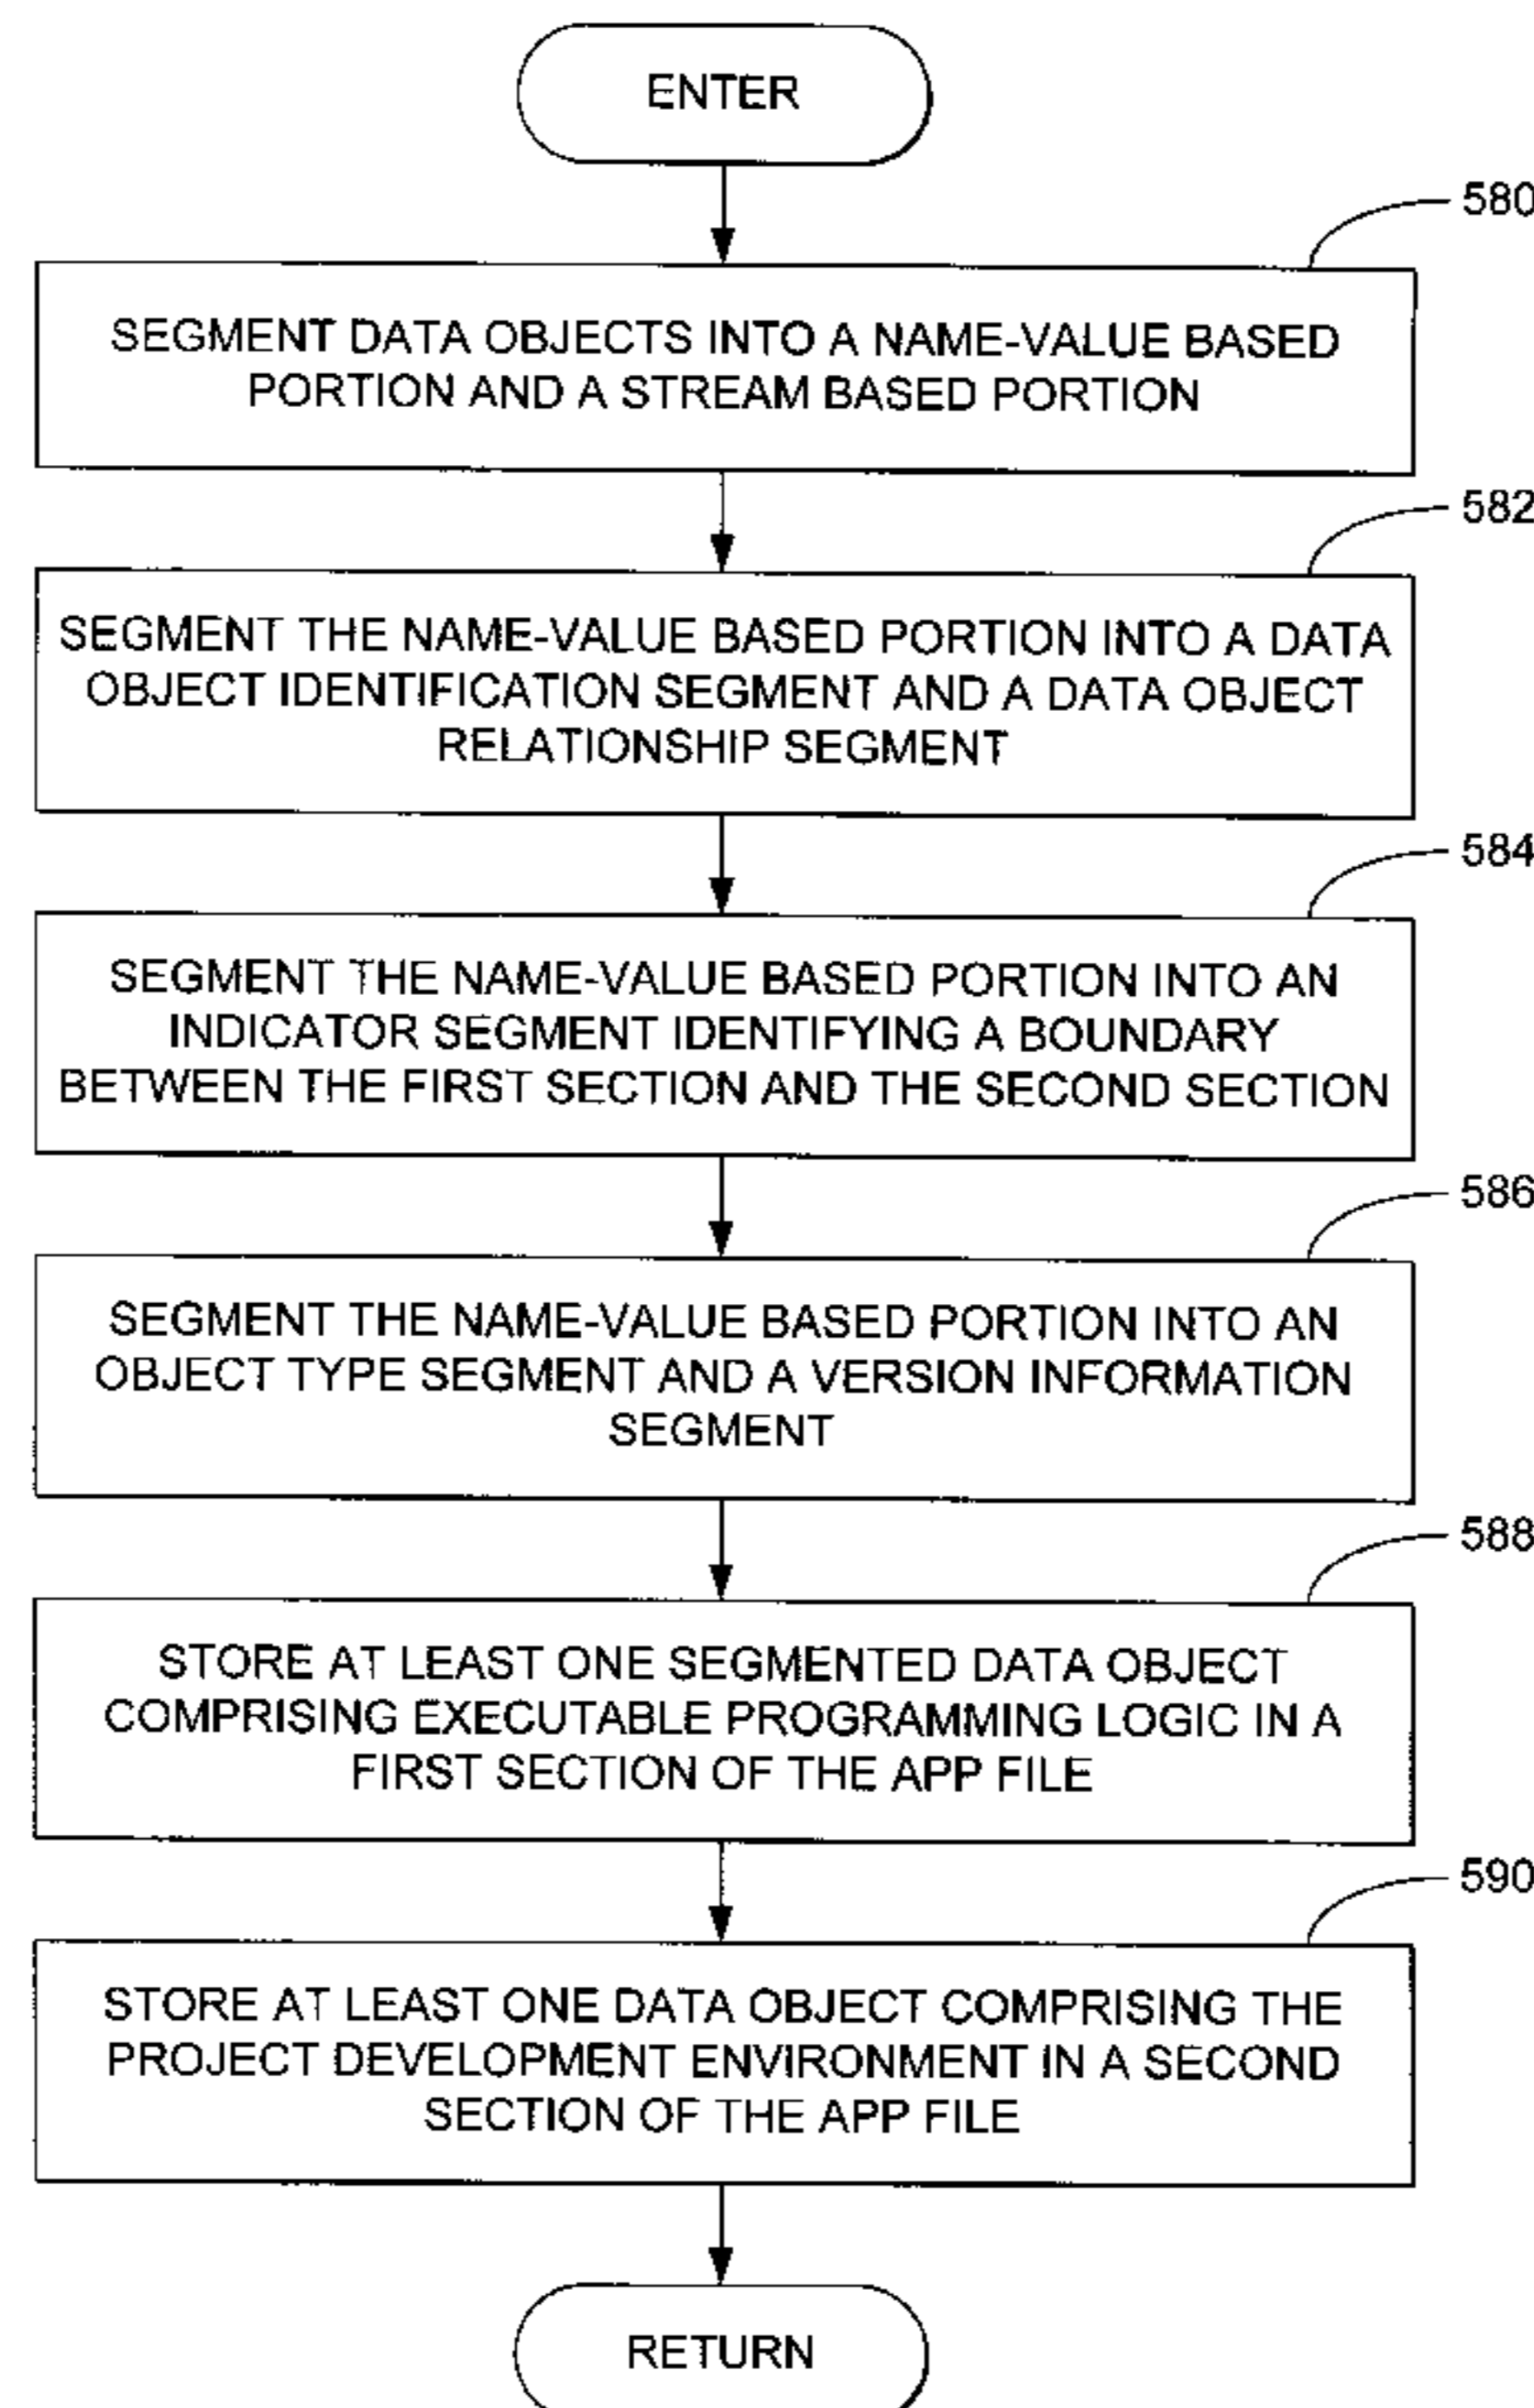 ENTER
580
SEGMENT DATA OBJECTS INTO A NAME-VALUE BASED
PORTION AND A STREAM BASED PORTION
582
SEGMENT THE NAME-VALUE BASED PORTION INTO A DATA
OBJECT IDENTIFICATION SEGMENT AND A DATA OBJECT
RELATIONSHIP SEGMENT
584
SEGMENT THE NAME-VALUE BASED PORTION INTO AN
INDICATOR SEGMENT IDENTIFYING A BOUNDARY
BETWEEN THE FIRST SECTION AND THE SECOND SECTION
586
SEGMENT THE NAME-VALUE BASED PORTION INTO AN
OBJECT TYPE SEGMENT AND A VERSION INFORMATION
SEGMENT
588
STORE AT LEAST ONE SEGMENTED DATA OBJECT
COMPRISING EXECUTABLE PROGRAMMING LOGIC IN A
FIRST SECTION OF THE APP FILE
590
STORE AT LEAST ONE DATA OBJECT COMPRISING THE
PROJECT DEVELOPMENT ENVIRONMENT IN A SECOND
SECTION OF THE APP FILE
RETURN